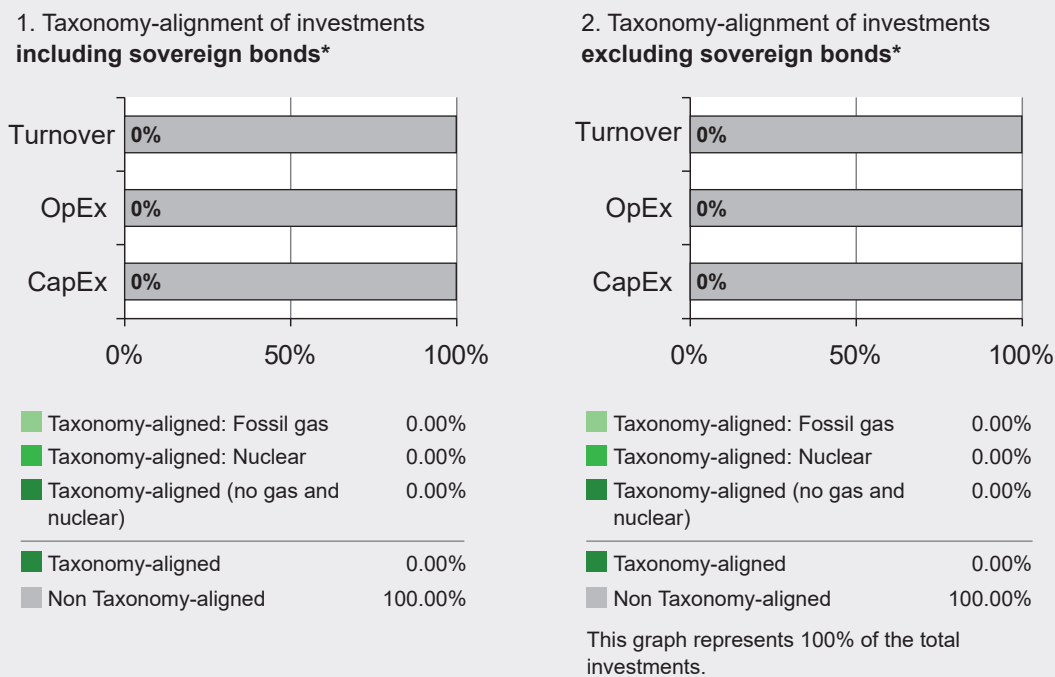 1. Taxonomy-alignment of investments
including sovereign bonds*
Turnover 0%
OpEx 0%
CapEx 0%
0% 50% 100%
Taxonomy-aligned: Fossil gas 0.00%
Taxonomy-aligned: Nuclear 0.00%
Taxonomy-aligned (no gas and 0.00%
nuclear)
Taxonomy-aligned 0.00%
Non Taxonomy-aligned 100.00%
2. Taxonomy-alignment of investments
excluding sovereign bonds*
Turnover 0%
OpEx 0%
CapEx 0%
0% 50% 100%
Taxonomy-aligned: Fossil gas 0.00%
Taxonomy-aligned: Nuclear 0.00%
Taxonomy-aligned (no gas and 0.00%
nuclear)
Taxonomy-aligned 0.00%
Non Taxonomy-aligned 100.00%
This graph represents 100% of the total
investments.